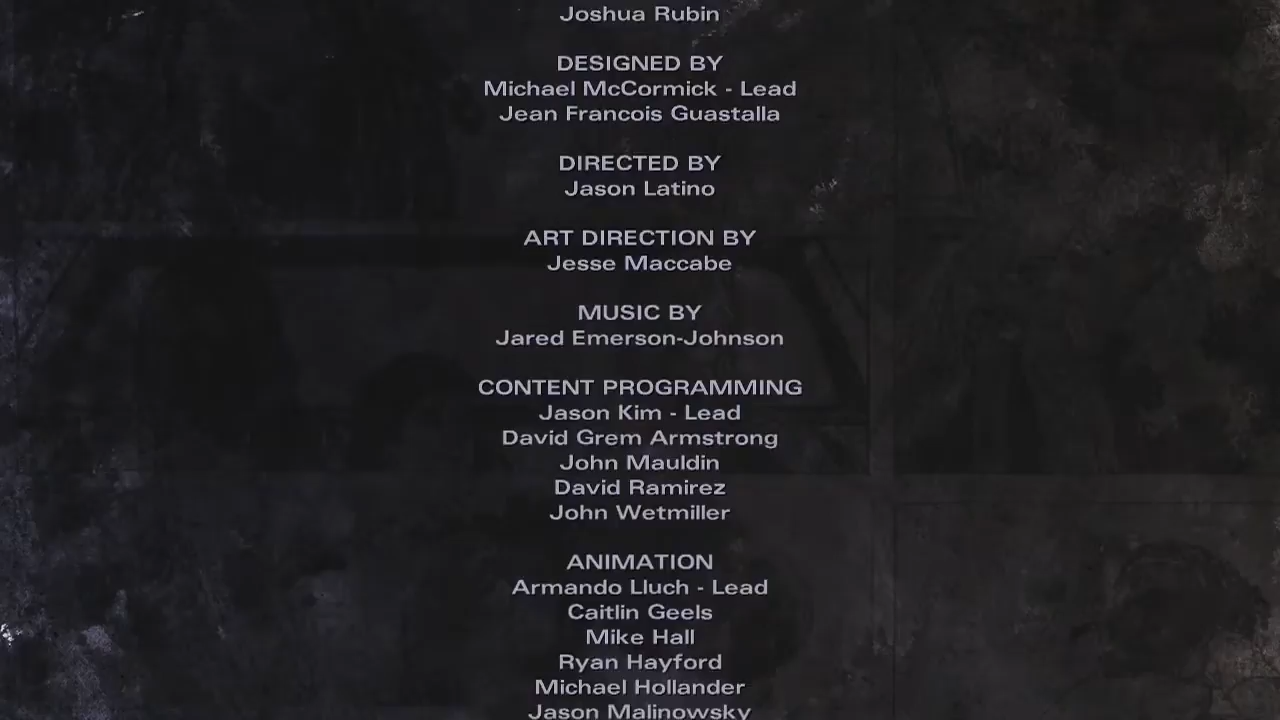 Joshua Rubin
DESIGNED BY
Michael McCormick - Lead
Jean Francois Guastalla
DIRECTED BY
Jason Latino
ART DIRECTION BY
Jesse Maccabe
MUSIC BY
Jared Emerson-Johnson
CONTENT PROGRAMMING
Jason Kim - Lead
David Grem Armstrong
John Mauldin
David Ramirez
John Wetmiller
ANIMATION
Armando Lluch - Lead
Caitlin Geels
Mike Hall
Ryan Hayford
Michael Hollander
Jason Malinowsky